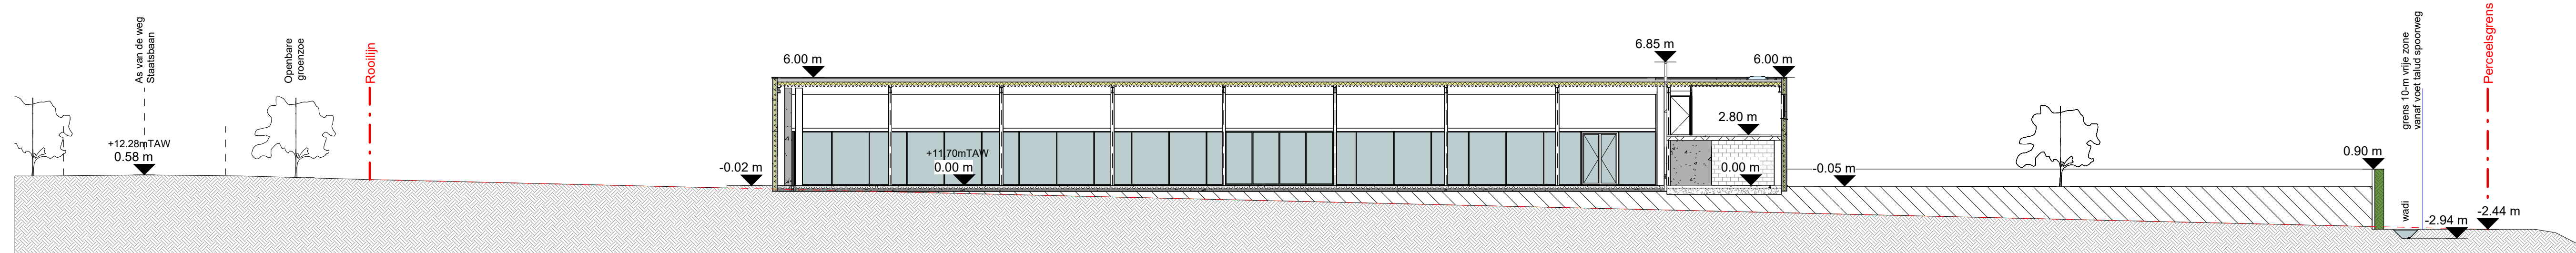 As van de weg
Staatsbaan
+12.28mTAW
0.58 m
Openbare
groenzoe
Rooilijn
-0.02 m
6.00 m
+11.70mTAW
0.00 m
6.85 m
6.00 m
2.80 m
0.00 m
-0.05 m
0.90 m
grens 10-m vrije zone
vanaf voet talud spoorweg
wadi
-2.94 m
Perceelsgrens
-2.44 m